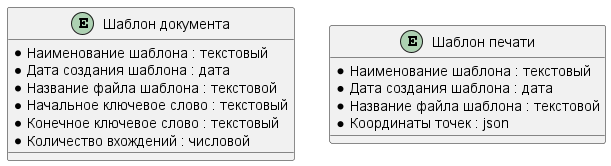 E Шаблон документа
Наименование шаблона : текстовый
Дата создания шаблона : дата
Название файла шаблона : текстовой
Начальное ключевое слово : текстовый
Конечное ключевое слово : текстовый
Количество вхождений : числовой
E Шаблон печати
Наименование шаблона : текстовый
Дата создания шаблона : дата
Название файла шаблона : текстовой
Координаты точек : json